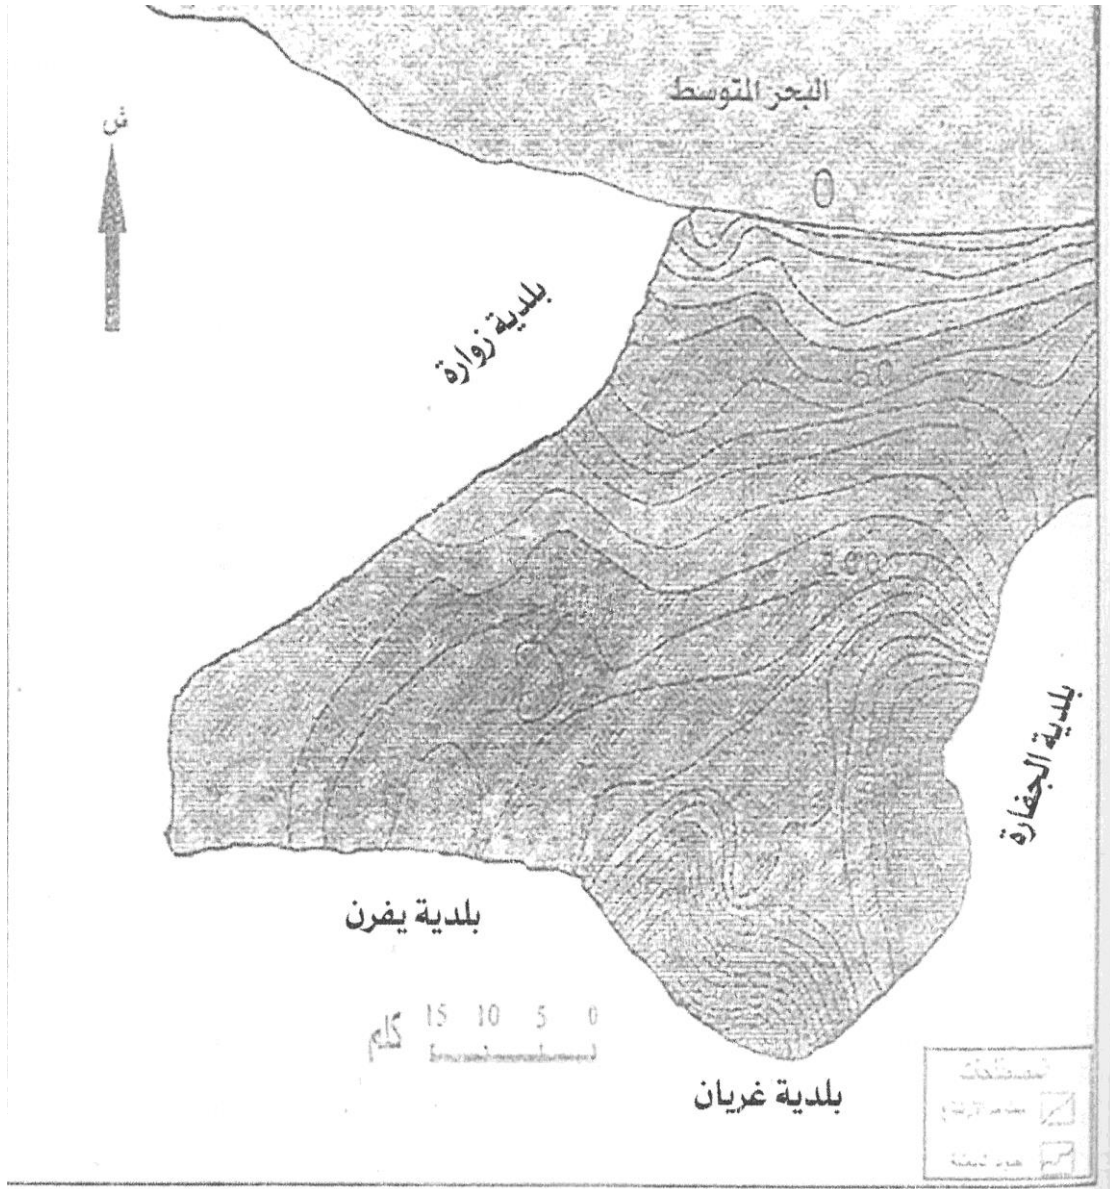 البحر المتوسط
ش
0
بلدية زوارة
50
100
بلدية الجفارة
بلدية يفرن
15 10 5 0
كلم
بلدية غريان